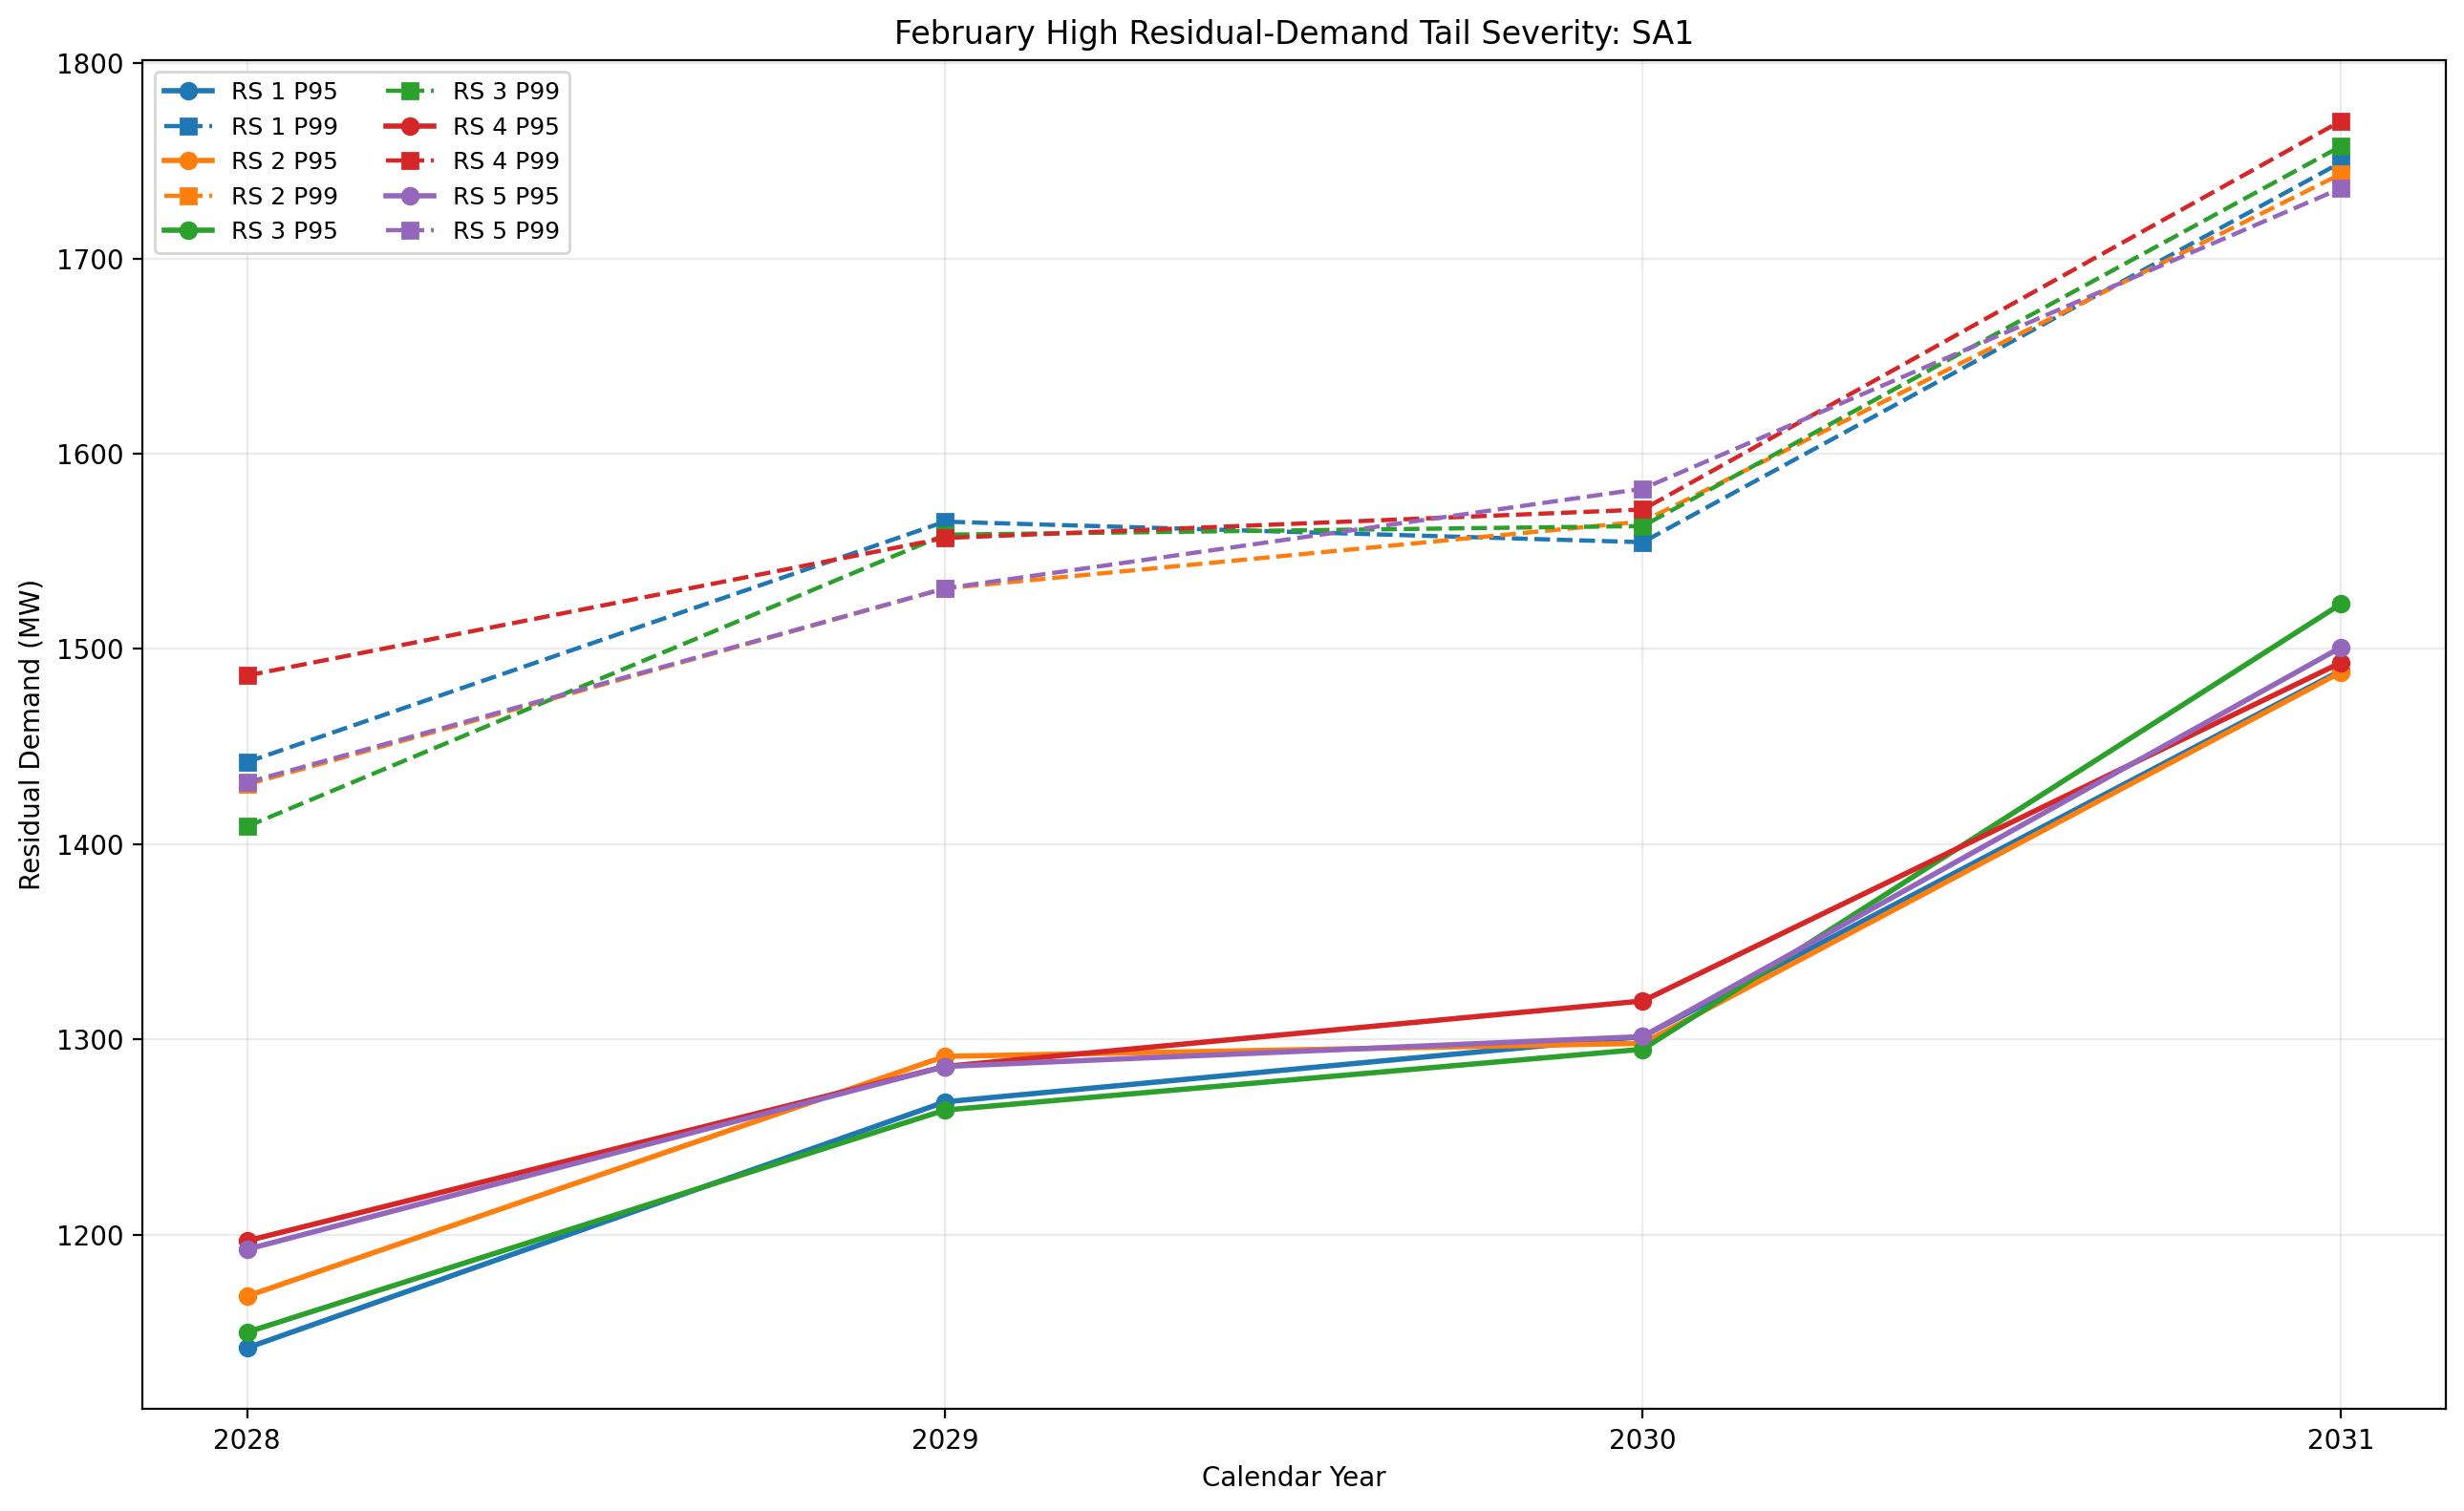 February High Residual-Demand Tail Severity: SA1
Residual Demand (MW)
1800
1700
1600
1500
1400
1300
1200
RS 1 P95
RS 1 P99
RS 2 P95
RS 2 P99
RS 3 P95
RS 3 P99
RS 4 P95
RS 4 P99
RS 5 P95
RS 5 P99
2028
2029
2030
2031
Calendar Year